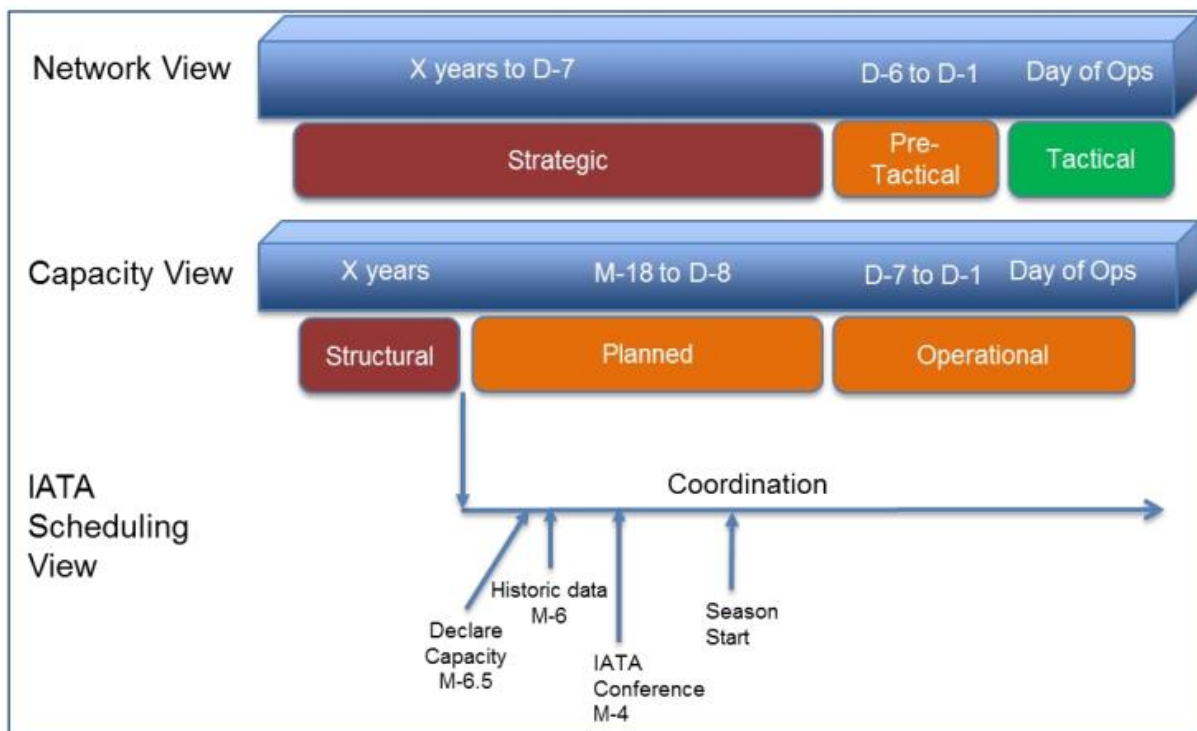 Network View
X years to D-7
D-6 to D-1
Day of Ops
Strategic
Pre-
Tactical
Tactical
Capacity View
X years
M-18 to D-8
D-7 to D-1
Day of Ops
Structural
Planned
Operational
IATA
Scheduling
View
Coordination
Historic data
M-6
Declare
Capacity
M-6.5
IATA
Conference
M-4
Season
Start